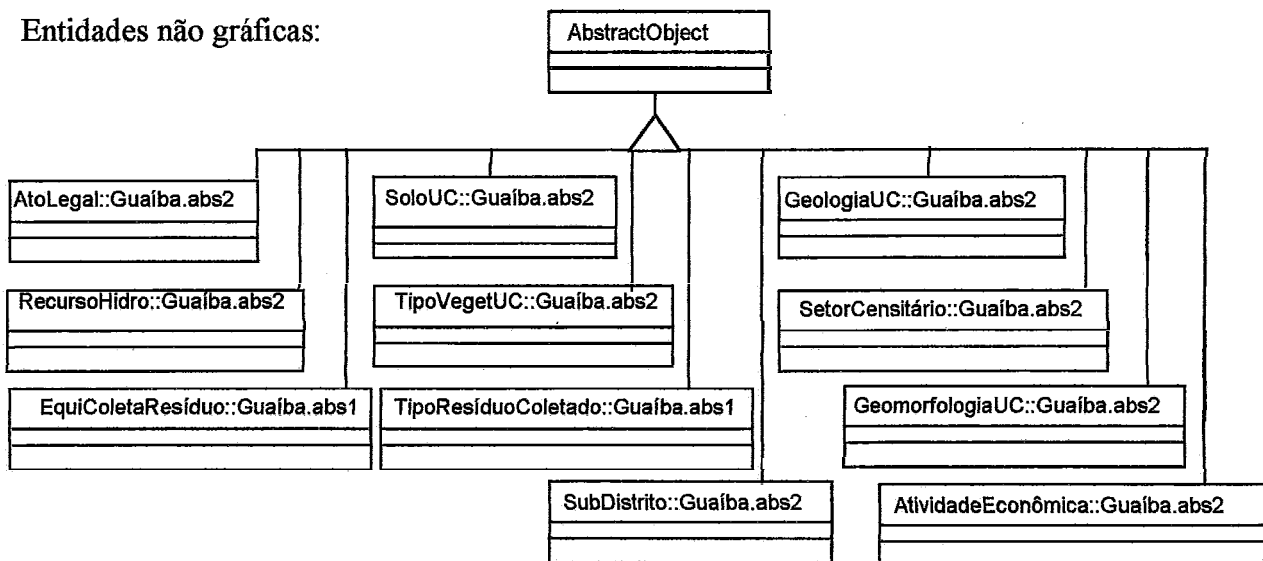 Entidades não gráficas:
AbstractObject
AtoLegal::Guaíba.abs2
SoloUC::Guaíba.abs2
GeologiaUC::Guaíba.abs2
RecursoHidro::Guaíba.abs2
TipoVegetUC::Guaíba.abs2
SetorCensitário::Guaíba.abs2
EquiColetaResíduo::Guaíba.abs1
TipoResíduoColetado::Guaíba.abs1
GeomorfologiaUC::Guaíba.abs2
SubDistrito::Guaíba.abs2
AtividadeEconômica::Guaíba.abs2